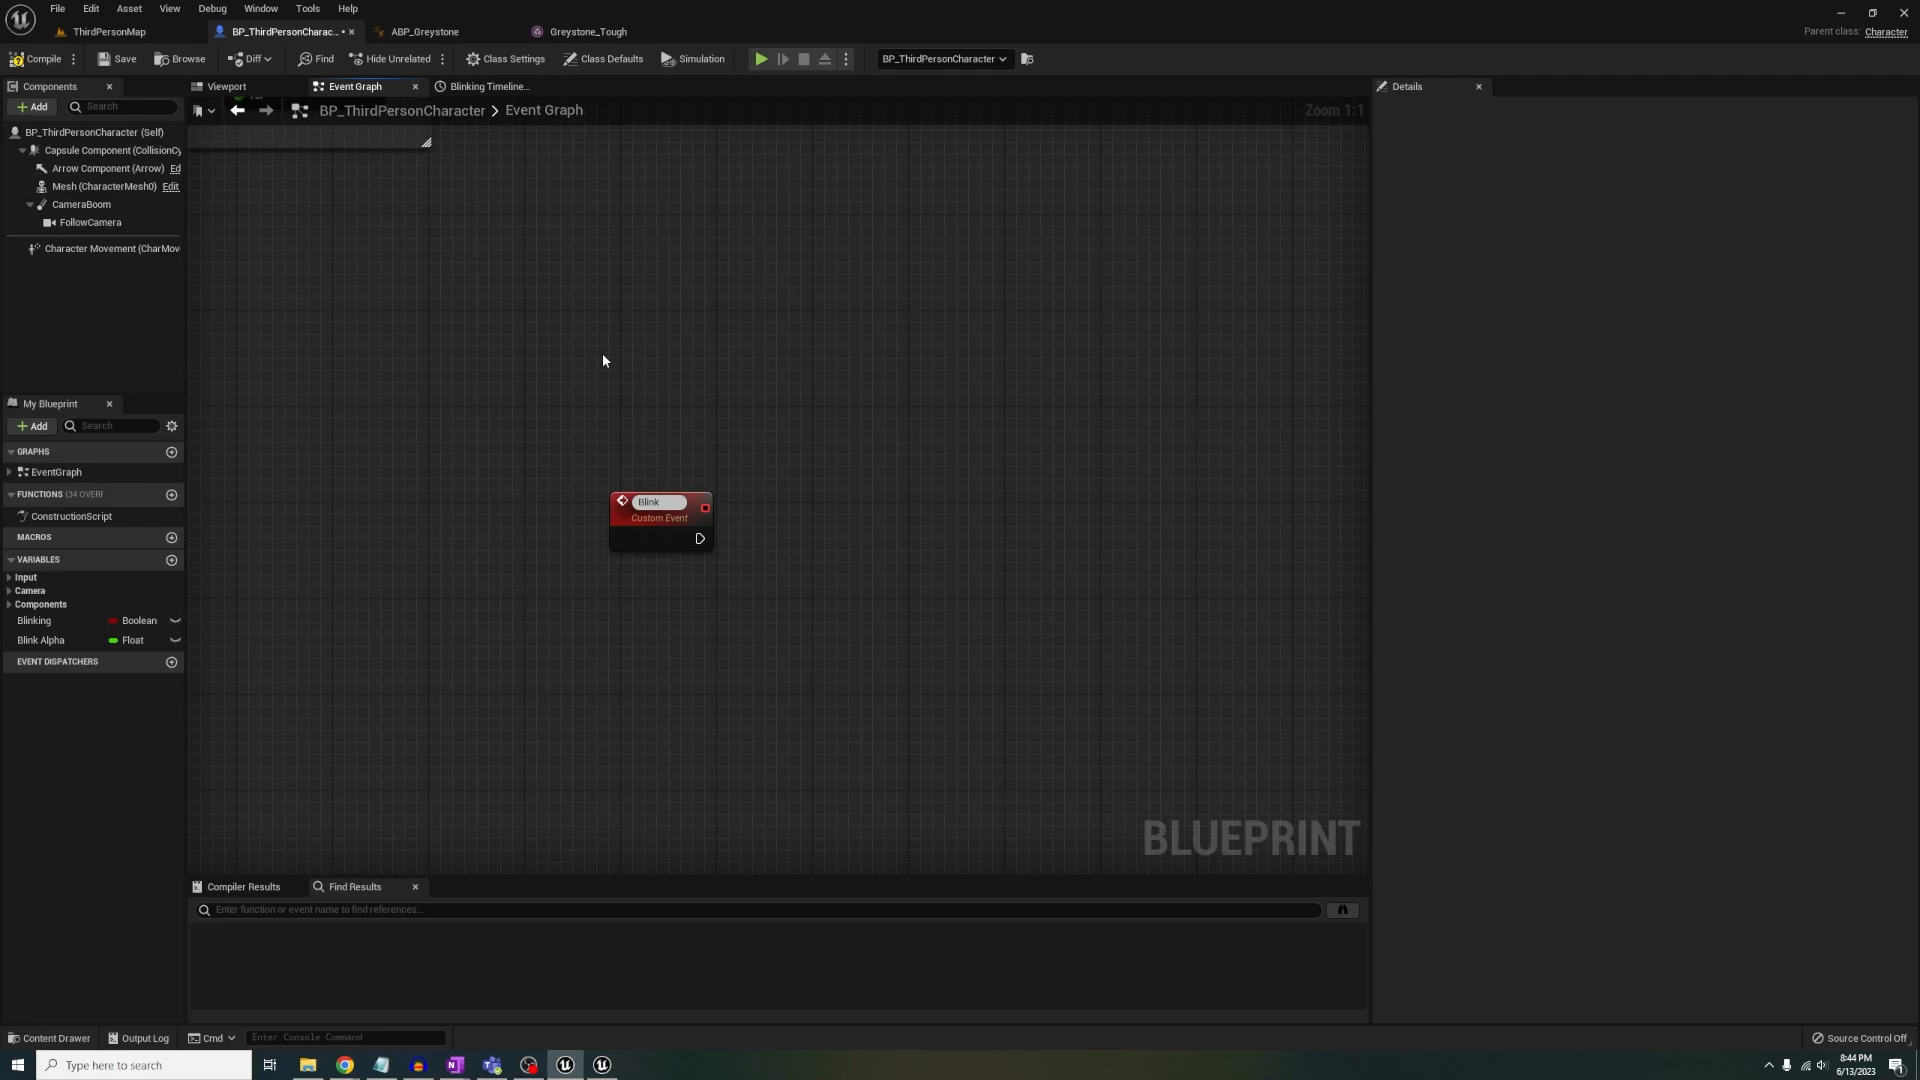 File Edit Asset View Debug Window Tools Help
ThirdPersonMap BP_ThirdPersonCharac... • ABP_Greystone Greystone_Tough Parent class: Character
Compile Save Browse Diff Find Hide Unrelated Class Settings Class Defaults Simulation BP_ThirdPersonCharacter
Components Viewport Event Graph Blinking Timeline... Details
Add Search BP_ThirdPersonCharacter > Event Graph Zoom 1:1
BP_ThirdPersonCharacter (Self)
Capsule Component (CollisionCy
Arrow Component (Arrow) Ed
Mesh (CharacterMesh0) Edit
CameraBoom
FollowCamera
Character Movement (CharMov
My Blueprint
Add Search
GRAPHS
EventGraph
FUNCTIONS (34 OVERR
ConstructionScript
MACROS
VARIABLES
Input
Camera
Components
Blinking Boolean
Blink Alpha Float
EVENT DISPATCHERS
Blink
Custom Event
BLUEPRINT
Compiler Results Find Results
Enter function or event name to find references...
Content Drawer Output Log Cmd Enter Console Command Source Control Off
Type here to search 8:44 PM
6/13/2023